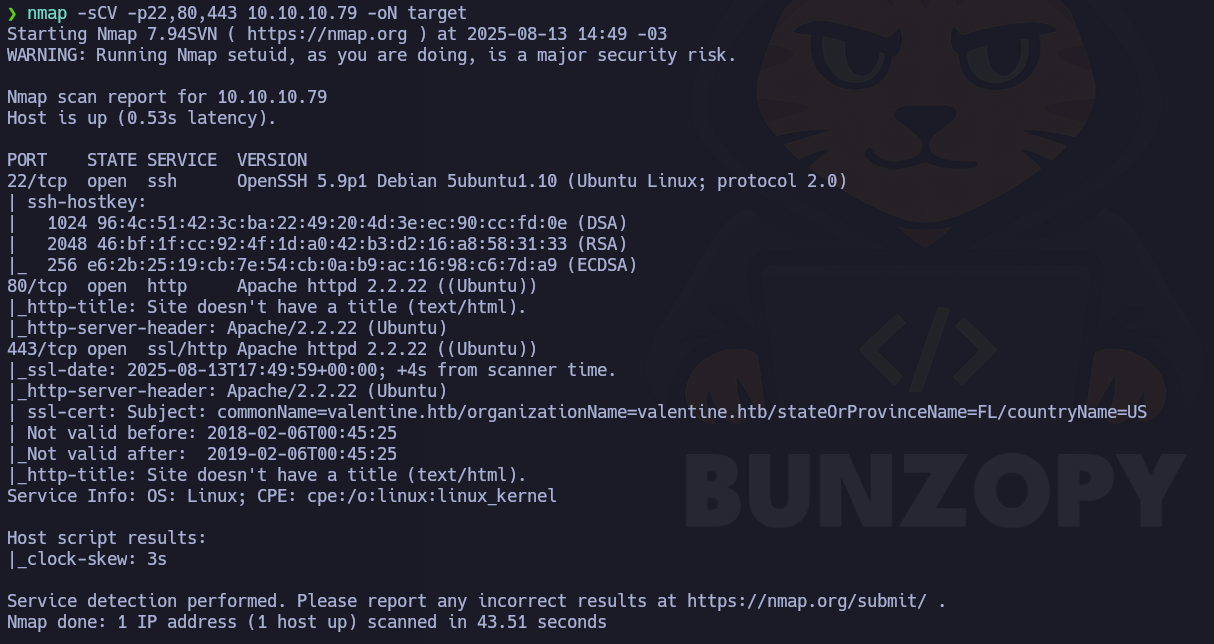 ❯ nmap -sCV -p22,80,443 10.10.10.79 -oN target
Starting Nmap 7.94SVN ( https://nmap.org ) at 2025-08-13 14:49 -03
WARNING: Running Nmap setuid, as you are doing, is a major security risk.

Nmap scan report for 10.10.10.79
Host is up (0.53s latency).

PORT    STATE SERVICE  VERSION
22/tcp  open  ssh      OpenSSH 5.9p1 Debian 5ubuntu1.10 (Ubuntu Linux; protocol 2.0)
| ssh-hostkey:
|   1024 96:4c:51:42:3c:ba:22:49:20:4d:3e:ec:90:cc:fd:0e (DSA)
|   2048 46:bf:1f:cc:92:4f:1d:a0:42:b3:d2:16:a8:58:31:33 (RSA)
|_  256 e6:2b:25:19:cb:7e:54:cb:0a:b9:ac:16:98:c6:7d:a9 (ECDSA)
80/tcp  open  http     Apache httpd 2.2.22 ((Ubuntu))
|_http-title: Site doesn't have a title (text/html).
|_http-server-header: Apache/2.2.22 (Ubuntu)
443/tcp open  ssl/http Apache httpd 2.2.22 ((Ubuntu))
|_ssl-date: 2025-08-13T17:49:59+00:00; +4s from scanner time.
|_http-server-header: Apache/2.2.22 (Ubuntu)
| ssl-cert: Subject: commonName=valentine.htb/organizationName=valentine.htb/stateOrProvinceName=FL/countryName=US
| Not valid before: 2018-02-06T00:45:25
|_Not valid after:  2019-02-06T00:45:25
|_http-title: Site doesn't have a title (text/html).
Service Info: OS: Linux; CPE: cpe:/o:linux:linux_kernel

Host script results:
|_clock-skew: 3s

Service detection performed. Please report any incorrect results at https://nmap.org/submit/ .
Nmap done: 1 IP address (1 host up) scanned in 43.51 seconds
</>
BUNZOPY